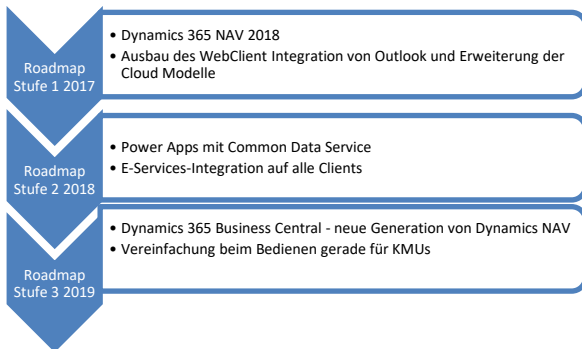 Roadmap
Stufe 1 2017
• Dynamics 365 NAV 2018
• Ausbau des WebClient Integration von Outlook und Erweiterung der
Cloud Modelle
Roadmap
Stufe 2 2018
• Power Apps mit Common Data Service
• E-Services-Integration auf alle Clients
Roadmap
Stufe 3 2019
• Dynamics 365 Business Central - neue Generation von Dynamics NAV
• Vereinfachung beim Bedienen gerade für KMUs